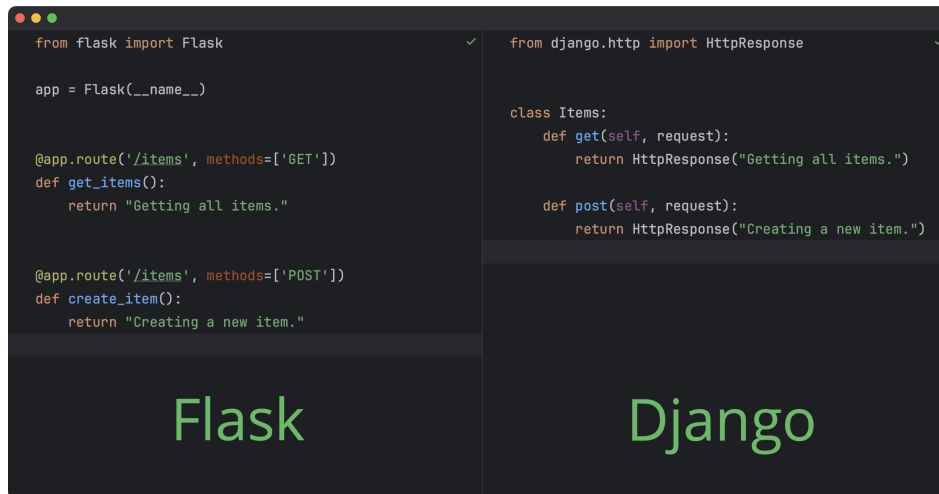 from flask import Flask
app = Flask(__name__)
@app.route('/items', methods=['GET'])
def get_items():
    return "Getting all items."
@app.route('/items', methods=['POST'])
def create_item():
    return "Creating a new item."
Flask
from django.http import HttpResponse
class Items:
    def get(self, request):
        return HttpResponse("Getting all items.")
    def post(self, request):
        return HttpResponse("Creating a new item.")
Django